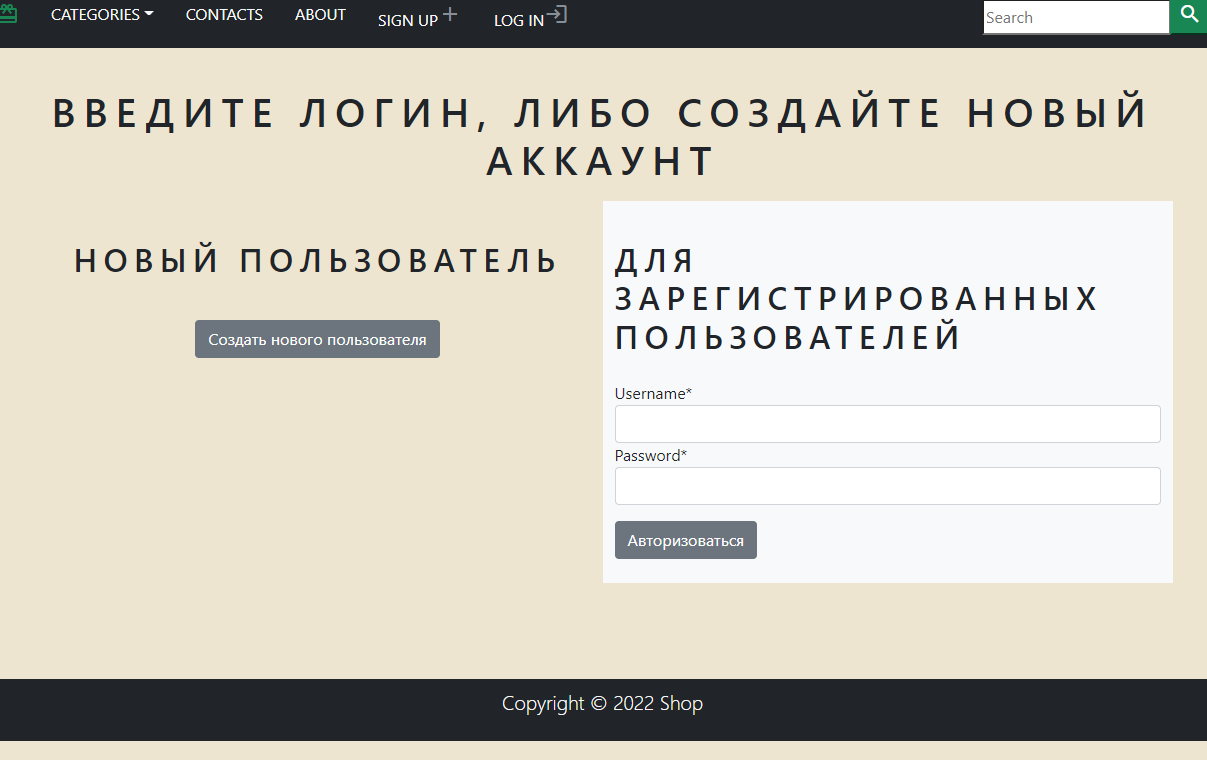 CATEGORIES CONTACTS ABOUT SIGN UP LOG IN Search
ВВЕДИТЕ ЛОГИН, ЛИБО СОЗДАЙТЕ НОВЫЙ
АККАУНТ
НОВЫЙ ПОЛЬЗОВАТЕЛЬ
Создать нового пользователя
ДЛЯ
ЗАРЕГИСТРИРОВАННЫХ
ПОЛЬЗОВАТЕЛЕЙ
Username*
Password*
Авторизоваться
Copyright © 2022 Shop